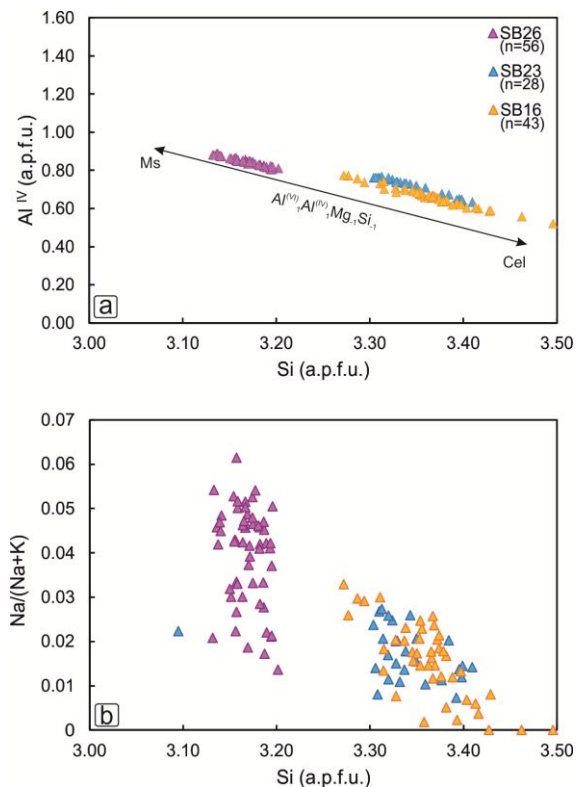 1.60
1.40
1.20
1.00
0.80
0.60
0.40
0.20
0.00
Al IV (a.p.f.u.)
SB26
(n=56)
SB23
(n=28)
SB16
(n=43)
Ms
Al(VI)1Al(IV)1Mg-1Si-1
Cel
a
3.00 3.10 3.20 3.30 3.40 3.50
Si (a.p.f.u.)
0.07
0.06
0.05
0.04
0.03
0.02
0.01
0
Na/(Na+K)
b
3.00 3.10 3.20 3.30 3.40 3.50
Si (a.p.f.u.)